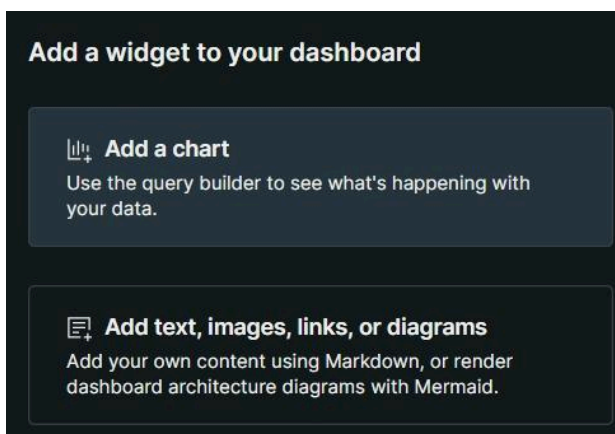 Add a widget to your dashboard
Add a chart
Use the query builder to see what's happening with
your data.
Add text, images, links, or diagrams
Add your own content using Markdown, or render
dashboard architecture diagrams with Mermaid.